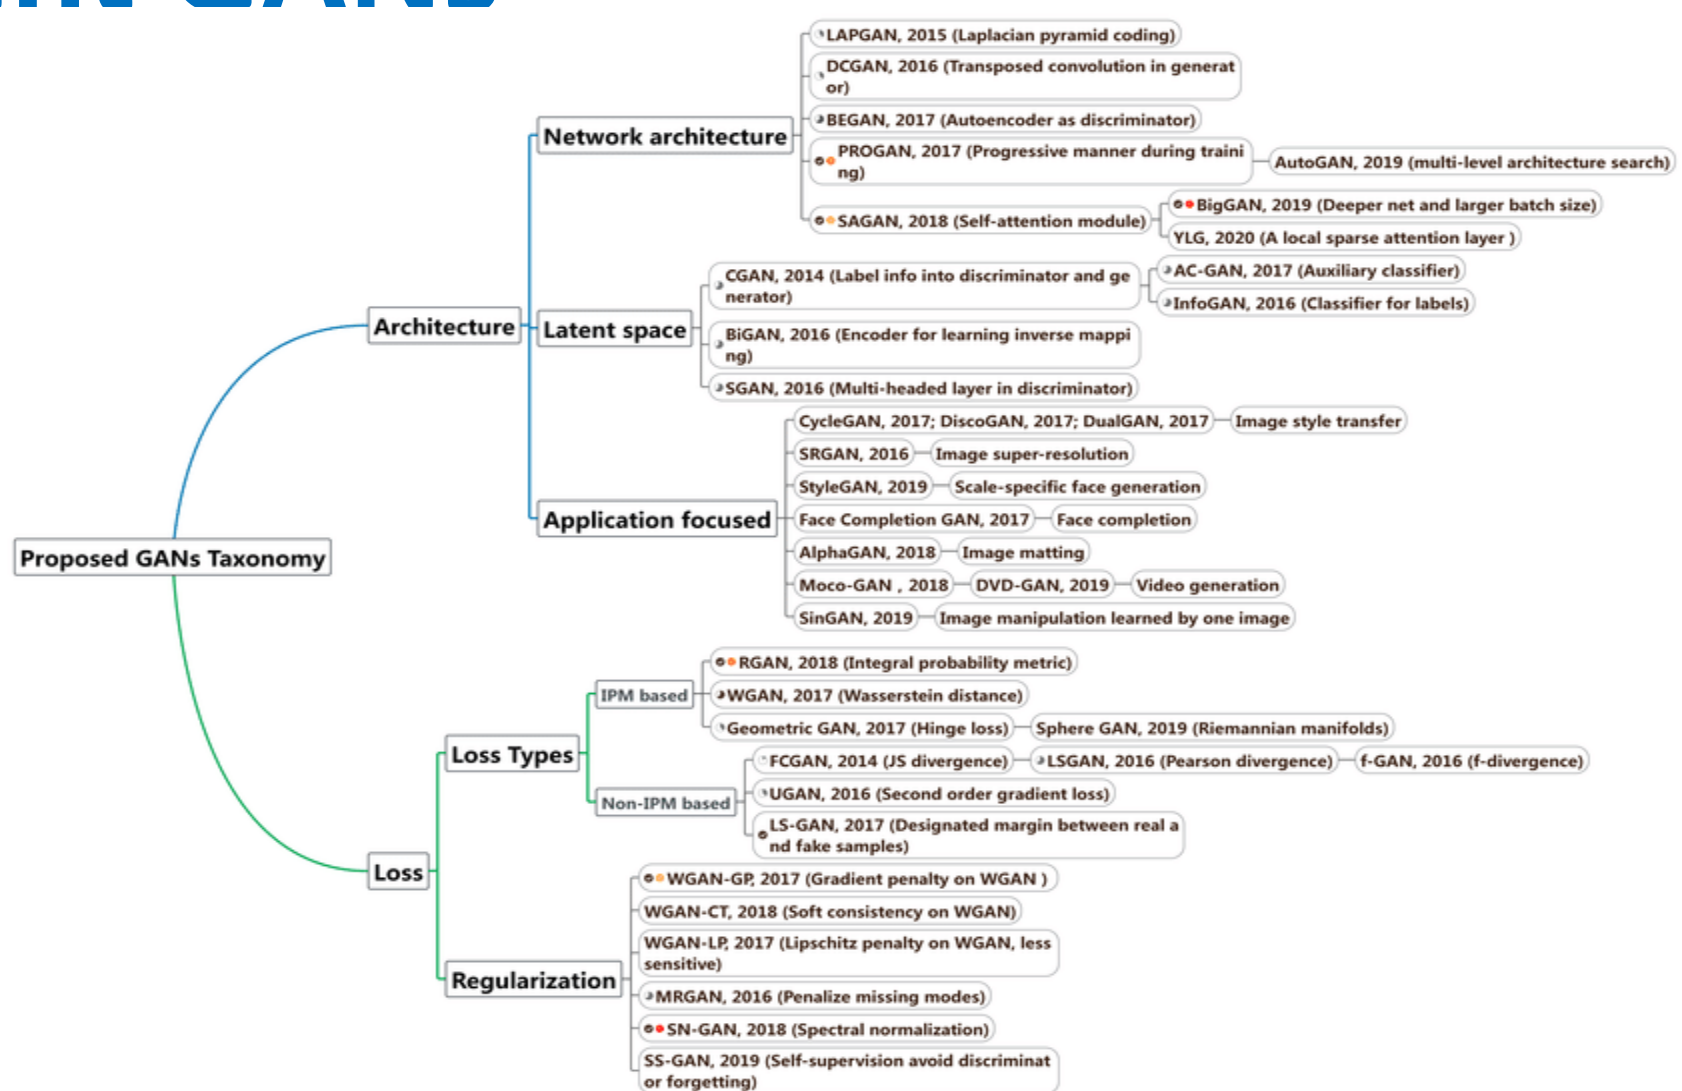 LAPGAN, 2015 (Laplacian pyramid coding)
DCGAN, 2016 (Transposed convolution in generat
or)
BEGAN, 2017 (Autoencoder as discriminator)
Network architecture
PROGAN, 2017 (Progressive manner during traini
ng)
AutoGAN, 2019 (multi-level architecture search)
SAGAN, 2018 (Self-attention module)
BigGAN, 2019 (Deeper net and larger batch size)
YLG, 2020 (A local sparse attention layer )
Architecture
Latent space
CGAN, 2014 (Label info into discriminator and ge
nerator)
AC-GAN, 2017 (Auxiliary classifier)
InfoGAN, 2016 (Classifier for labels)
BiGAN, 2016 (Encoder for learning inverse mappi
ng)
SGAN, 2016 (Multi-headed layer in discriminator)
Application focused
CycleGAN, 2017; DiscoGAN, 2017; DualGAN, 2017
Image style transfer
SRGAN, 2016
Image super-resolution
StyleGAN, 2019
Scale-specific face generation
Face Completion GAN, 2017
Face completion
AlphaGAN, 2018
Image matting
Moco-GAN , 2018
DVD-GAN, 2019
Video generation
SinGAN, 2019
Image manipulation learned by one image
Proposed GANs Taxonomy
Loss
Loss Types
IPM based
RGAN, 2018 (Integral probability metric)
WGAN, 2017 (Wasserstein distance)
Geometric GAN, 2017 (Hinge loss)
Sphere GAN, 2019 (Riemannian manifolds)
Non-IPM based
FCGAN, 2014 (JS divergence)
LSGAN, 2016 (Pearson divergence)
f-GAN, 2016 (f-divergence)
UGAN, 2016 (Second order gradient loss)
LS-GAN, 2017 (Designated margin between real a
nd fake samples)
Regularization
WGAN-GP, 2017 (Gradient penalty on WGAN )
WGAN-CT, 2018 (Soft consistency on WGAN)
WGAN-LP, 2017 (Lipschitz penalty on WGAN, less
sensitive)
MRGAN, 2016 (Penalize missing modes)
SN-GAN, 2018 (Spectral normalization)
SS-GAN, 2019 (Self-supervision avoid discriminat
or forgetting)